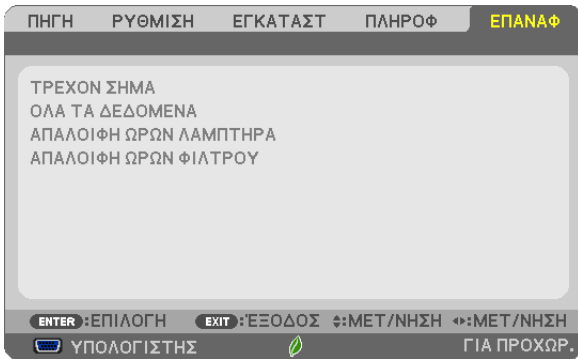 ΠΗΓΗ ΡΥΘΜΙΣΗ ΕΓΚΑΤΑΣΤ ΠΛΗΡΟΦ ΕΠΑΝΑΦ
ΤΡΕΧΟΝ ΣΗΜΑ
ΟΛΑ ΤΑ ΔΕΔΟΜΕΝΑ
ΑΠΑΛΟΙΦΗ ΩΡΩΝ ΛΑΜΠΤΗΡΑ
ΑΠΑΛΟΙΦΗ ΩΡΩΝ ΦΙΛΤΡΟΥ
ENTER :ΕΠΙΛΟΓΗ EXIT :ΈΞΟΔΟΣ :ΜΕΤ/ΝΗΣΗ :ΜΕΤ/ΝΗΣΗ
ΥΠΟΛΟΓΙΣΤΗΣ ΓΙΑ ΠΡΟΧΩΡ.